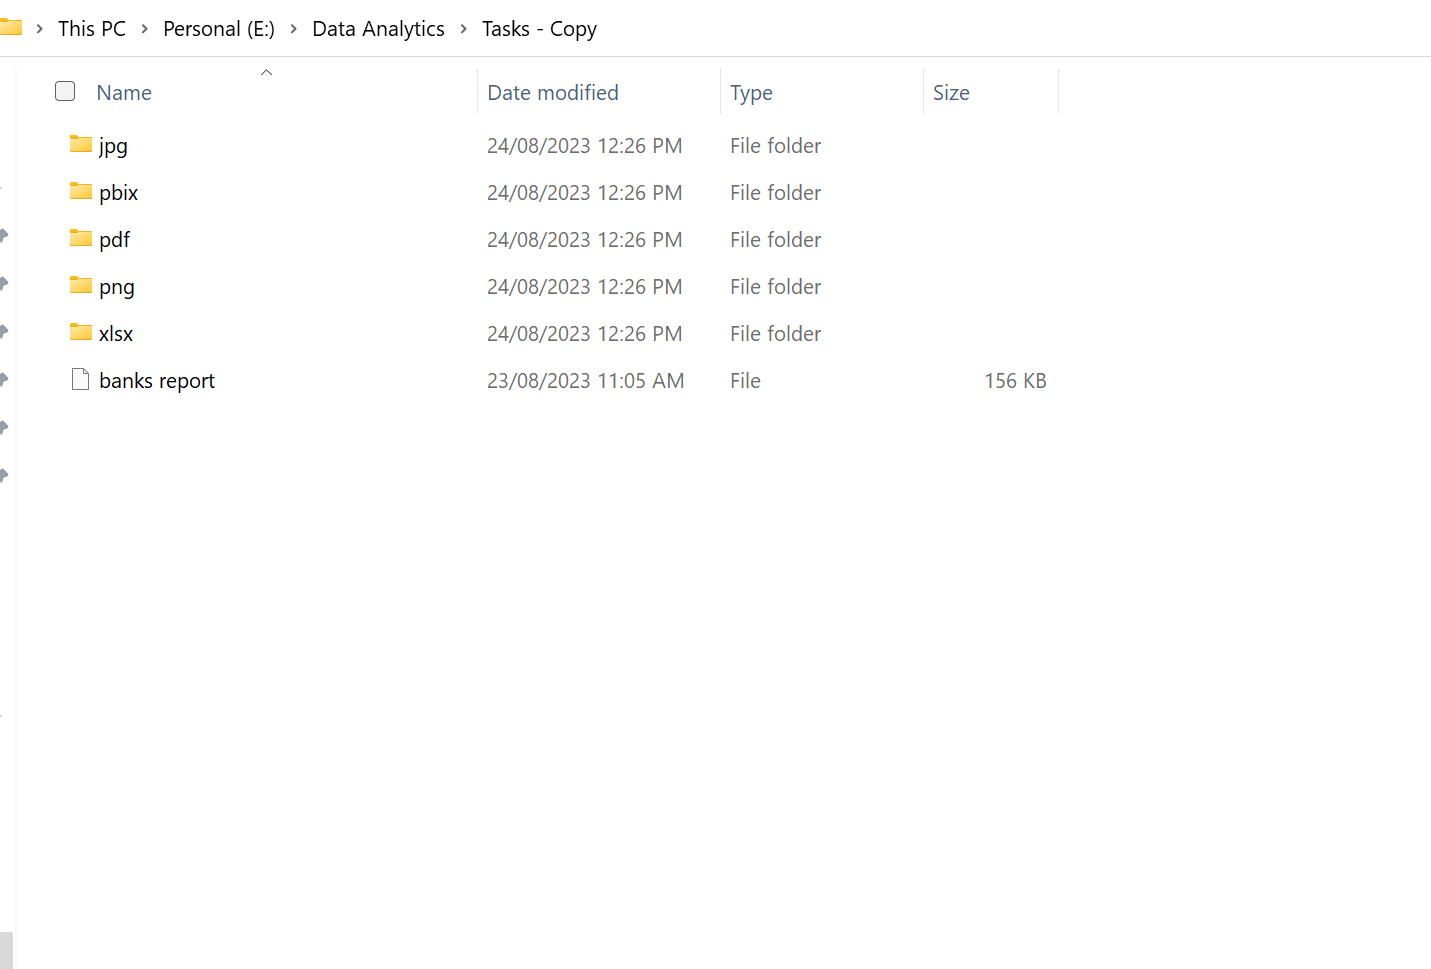 This PC > Personal (E:) > Data Analytics > Tasks - Copy
Name Date modified Type Size
jpg 24/08/2023 12:26 PM File folder
pbix 24/08/2023 12:26 PM File folder
pdf 24/08/2023 12:26 PM File folder
png 24/08/2023 12:26 PM File folder
xlsx 24/08/2023 12:26 PM File folder
banks report 23/08/2023 11:05 AM File 156 KB